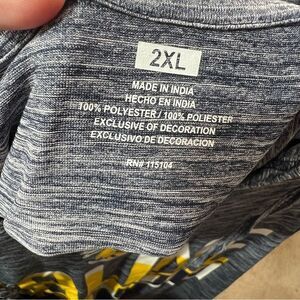 2XL
MADE IN INDIA
HECHO EN INDIA
100% POLYESTER / 100% POLIESTER
EXCLUSIVE OF DECORATION
EXCLUSIVO DE DECORACION
RN# 115104